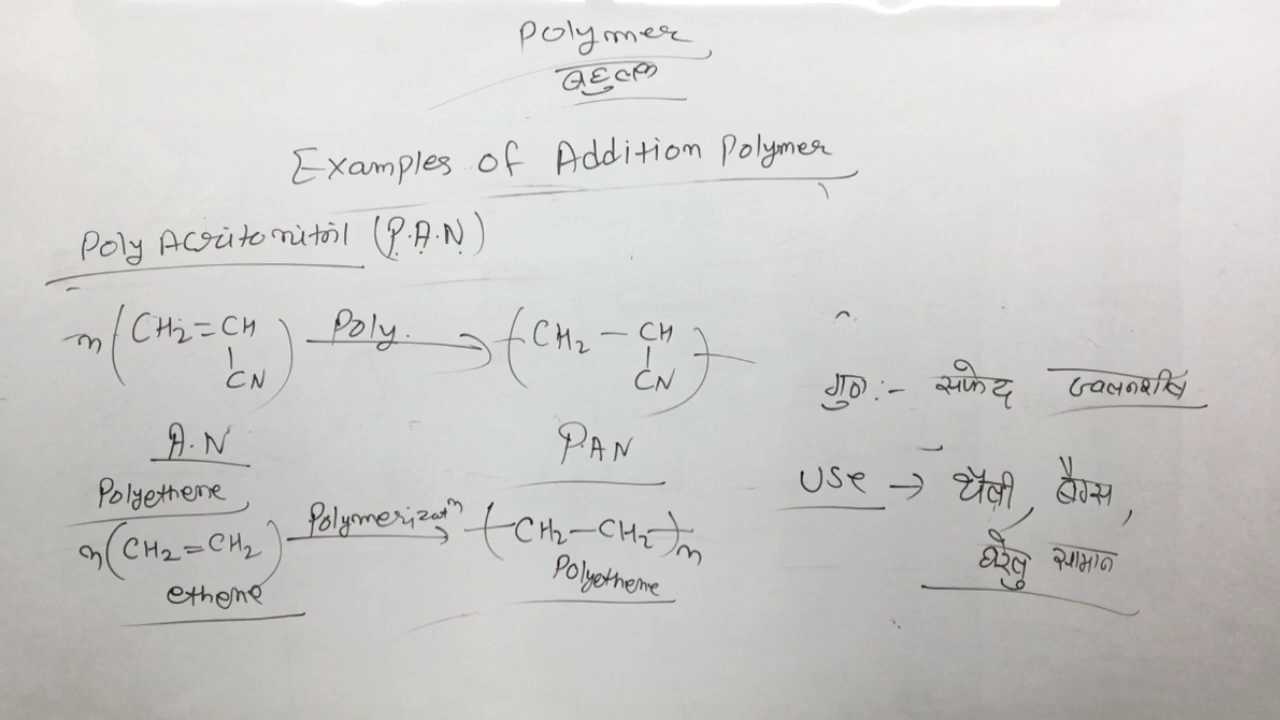 Polymer
बहुलक
Examples of Addition Polymer
Poly Acritonitril (P.A.N)
n(CH2=CH
CN) Poly. → (CH2 — CH
CN)
A.N
PAN
Polyethene
n(CH2=CH2) Polymerizatn → (CH2—CH2)n
ethene
Polyethene
गुण :- सफेद ज्वलनशील
USe → थैली, बैग्स,
घरेलु सामान